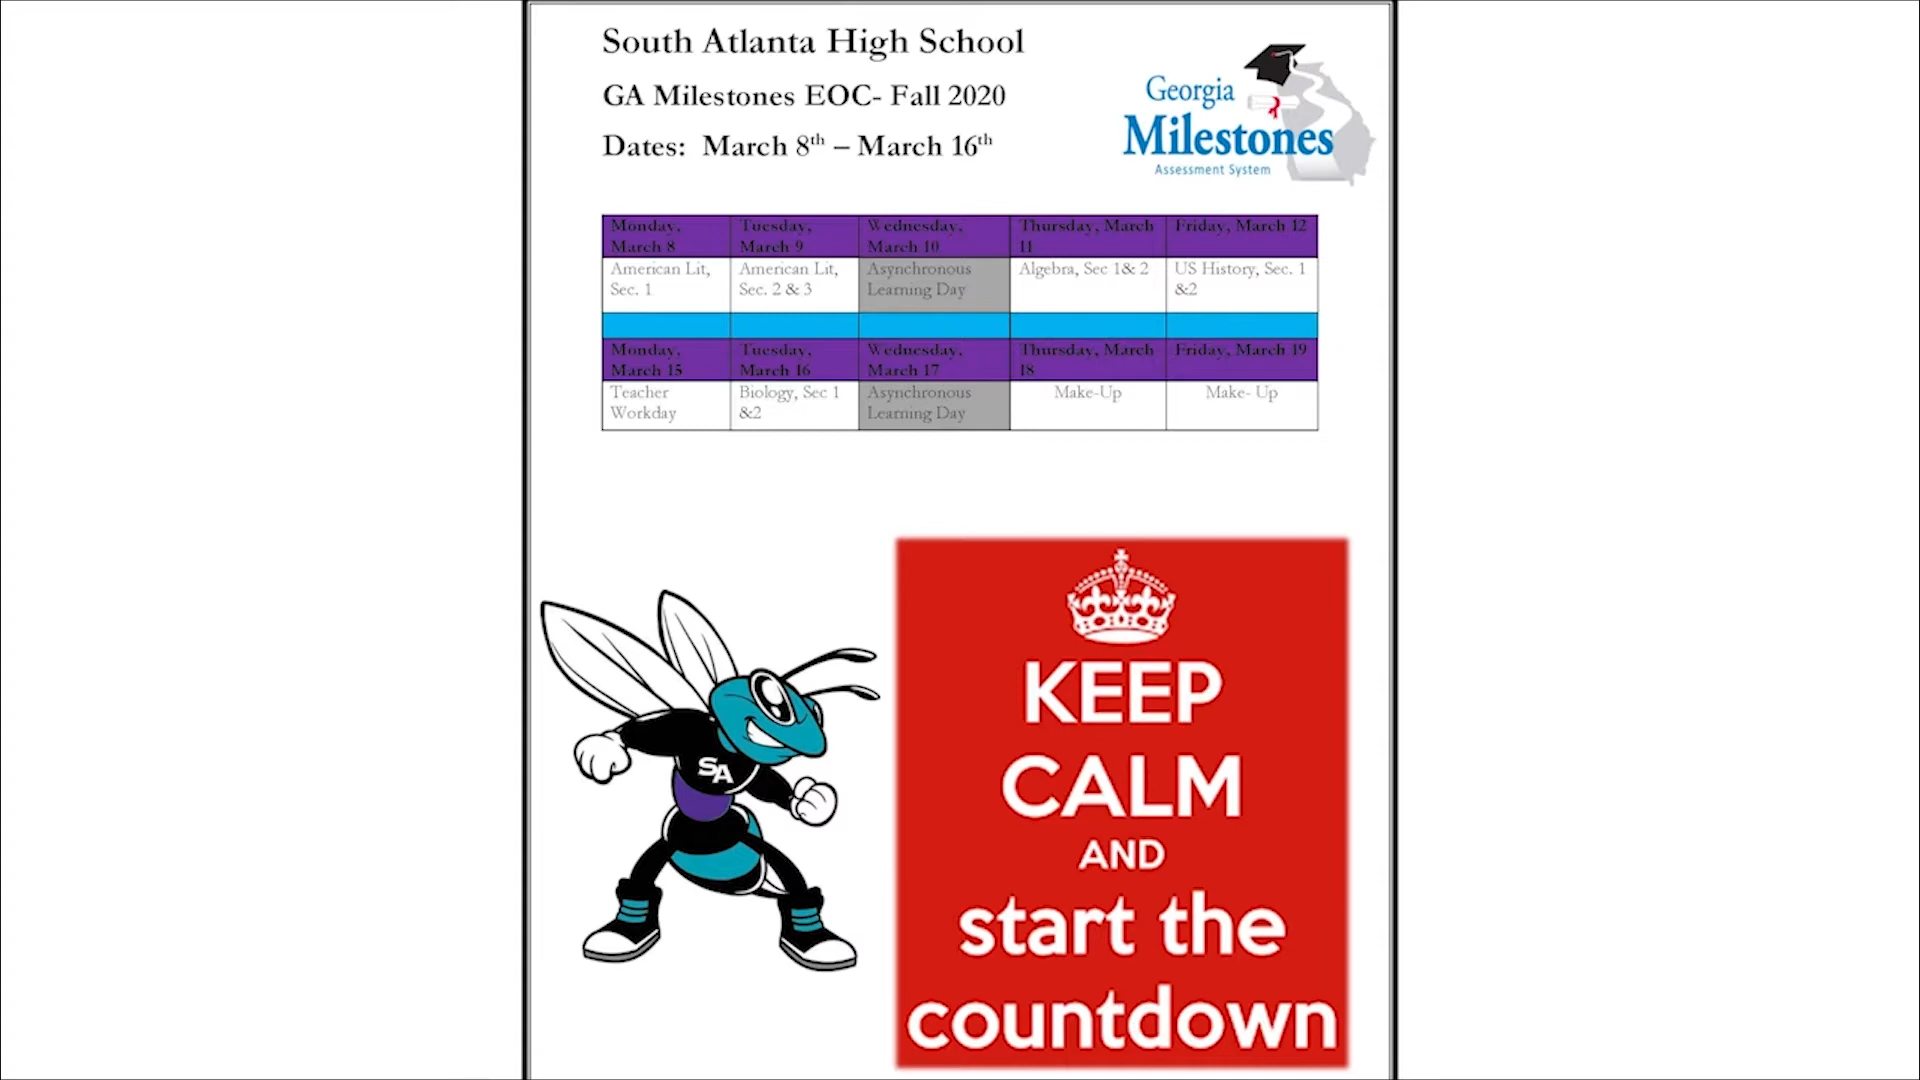 South Atlanta High School
GA Milestones EOC- Fall 2020
Dates: March 8th – March 16th
Georgia
Milestones
Assessment System
Monday, March 8 Tuesday, March 9 Wednesday, March 10 Thursday, March 11 Friday, March 12
American Lit, Sec. 1 American Lit, Sec. 2 & 3 Asynchronous Learning Day Algebra, Sec 1& 2 US History, Sec. 1 &2
Monday, March 15 Tuesday, March 16 Wednesday, March 17 Thursday, March 18 Friday, March 19
Teacher Workday Biology, Sec 1 &2 Asynchronous Learning Day Make-Up Make- Up
SA
KEEP
CALM
AND
start the
countdown